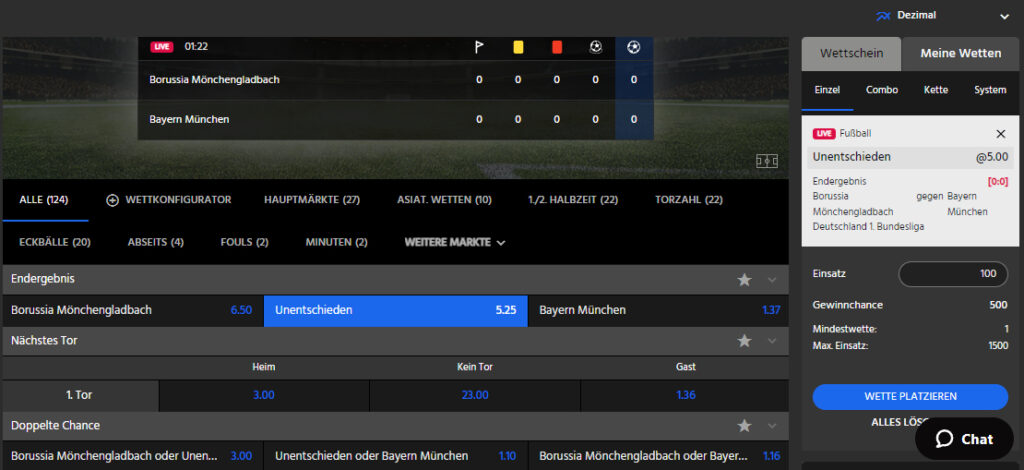 Dezimal
LIVE 01:22
Borussia Mönchengladbach 0 0 0 0 0
Bayern München 0 0 0 0 0
Wettschein Meine Wetten
Einzel Combo Kette System
LIVE Fußball
Unentschieden @5.00
Endergebnis [0:0]
Borussia Mönchengladbach gegen Bayern München
Deutschland 1. Bundesliga
Einsatz 100
Gewinnchance 500
Mindestwette: 1
Max. Einsatz: 1500
WETTE PLATZIEREN
ALLES LÖSC
Chat
ALLE (124) WETTKONFIGURATOR HAUPTMÄRKTE (27) ASIAT. WETTEN (10) 1./2. HALBZEIT (22) TORZAHL (22)
ECKBÄLLE (20) ABSEITS (4) FOULS (2) MINUTEN (2) WEITERE MARKTE
Endergebnis
Borussia Mönchengladbach 6.50 Unentschieden 5.25 Bayern München 1.37
Nächstes Tor
Heim Kein Tor Gast
1. Tor 3.00 23.00 1.36
Doppelte Chance
Borussia Mönchengladbach oder Unen... 3.00 Unentschieden oder Bayern München 1.10 Borussia Mönchengladbach oder Bayer... 1.16